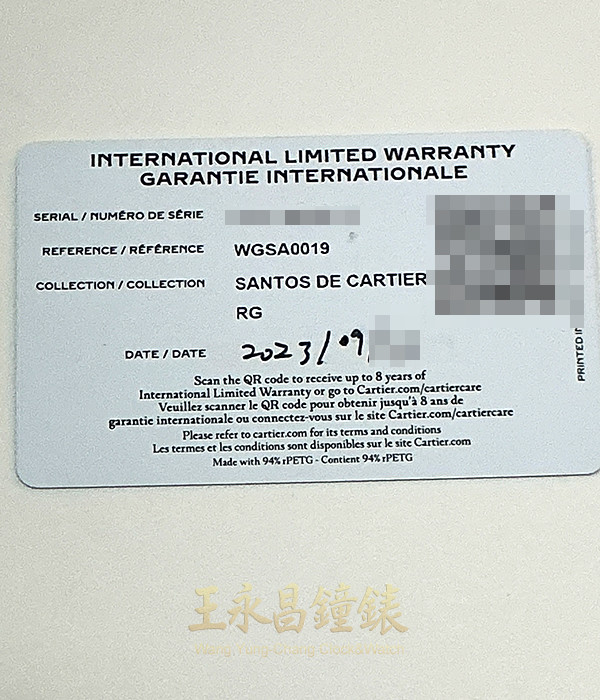 INTERNATIONAL LIMITED WARRANTY
GARANTIE INTERNATIONALE
SERIAL / NUMÉRO DE SÉRIE
REFERENCE / RÉFÉRENCE WGSA0019
COLLECTION / COLLECTION SANTOS DE CARTIER
RG
DATE / DATE 2023/09
Scan the QR code to receive up to 8 years of
International Limited Warranty or go to Cartier.com/cartiercare
Veuillez scanner le QR code pour obtenir jusqu'à 8 ans de
garantie internationale ou connectez-vous sur le site Cartier.com/cartiercare
Please refer to cartier.com for its terms and conditions
Les termes et les conditions sont disponibles sur le site Cartier.com
Made with 94% rPETG - Contient 94% rPETG
PRINTED
王永昌鐘錶